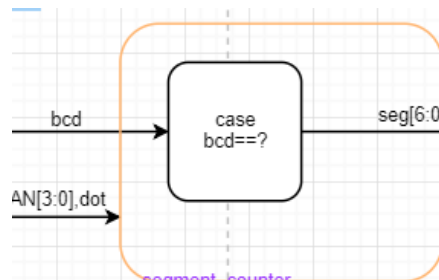 bcd
case
bcd==?
seg[6:0
AN[3:0],dot
segment_counter